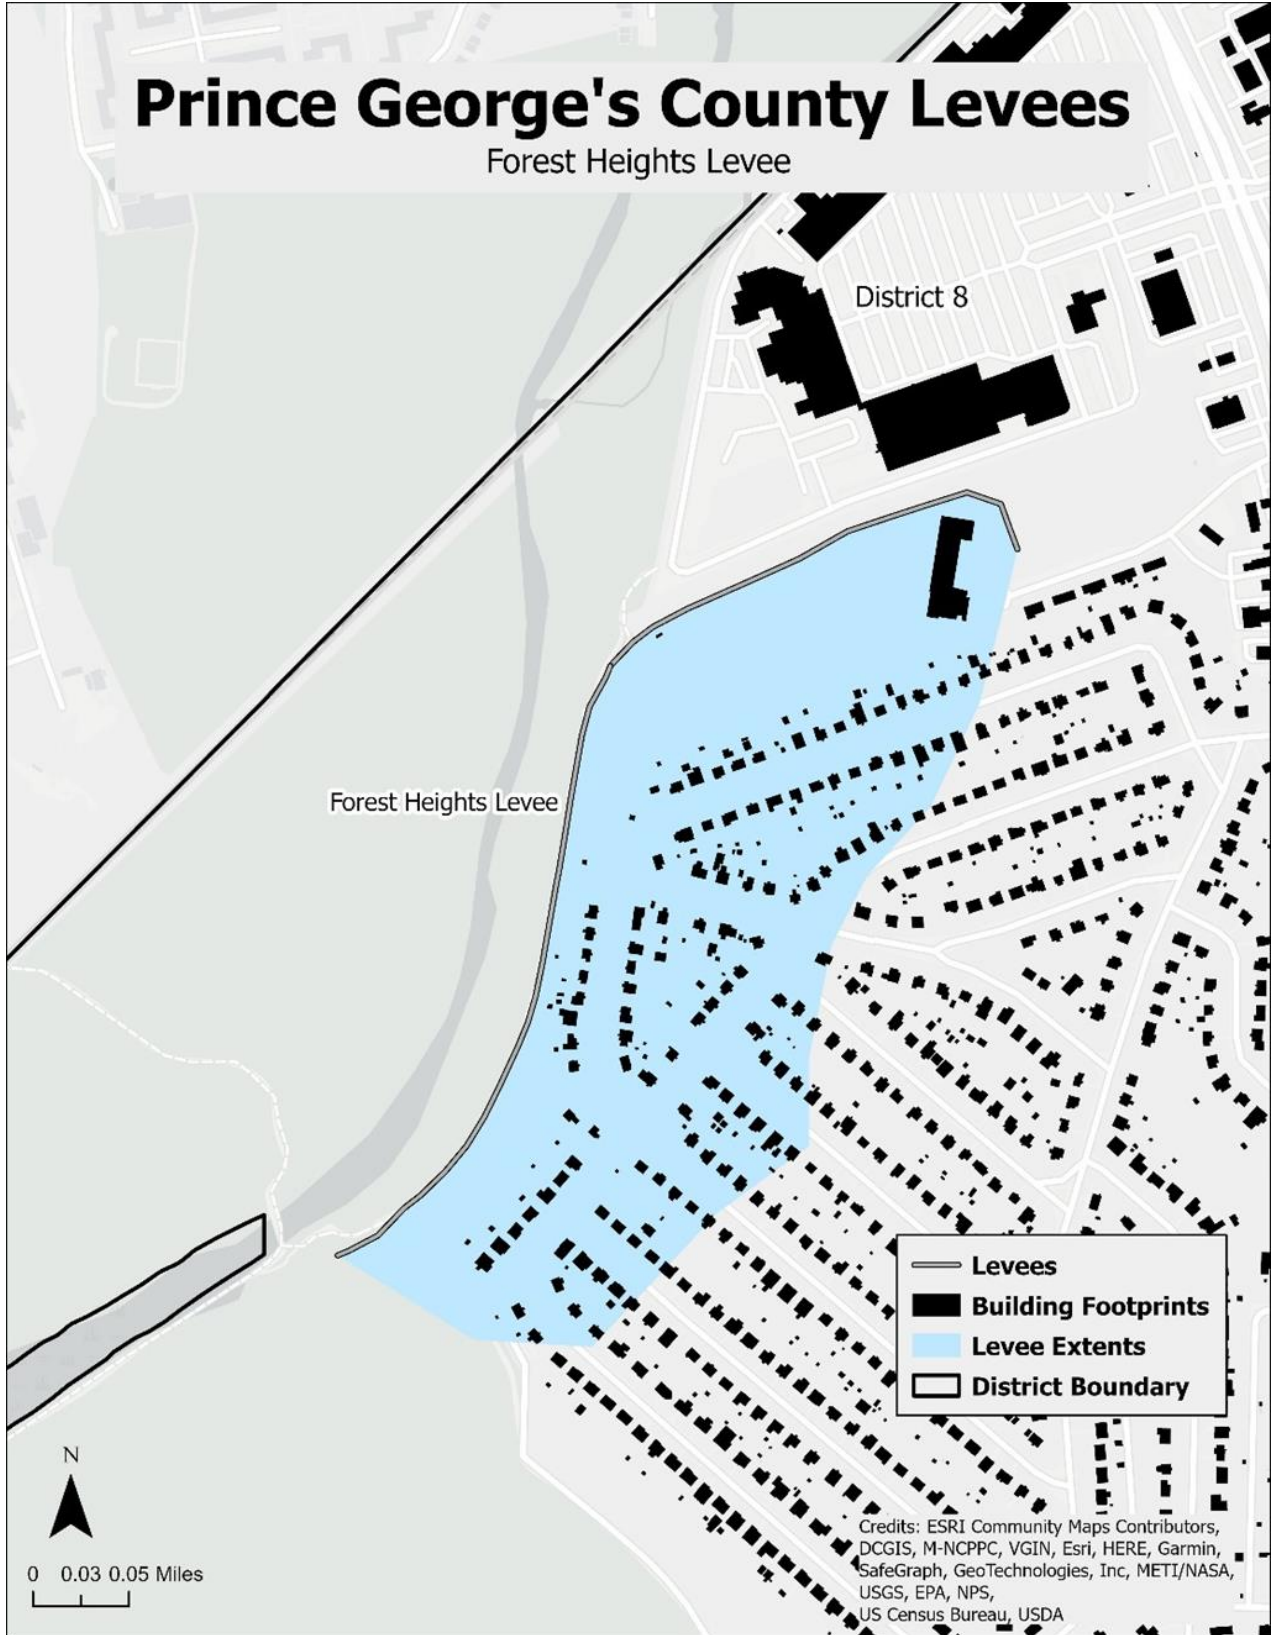 Prince George's County Levees
Forest Heights Levee
District 8
Forest Heights Levee
Levees
Building Footprints
Levee Extents
District Boundary
N
0 0.03 0.05 Miles
Credits: ESRI Community Maps Contributors,
DCGIS, M-NCPPC, VGIN, Esri, HERE, Garmin,
SafeGraph, GeoTechnologies, Inc, METI/NASA,
USGS, EPA, NPS,
US Census Bureau, USDA